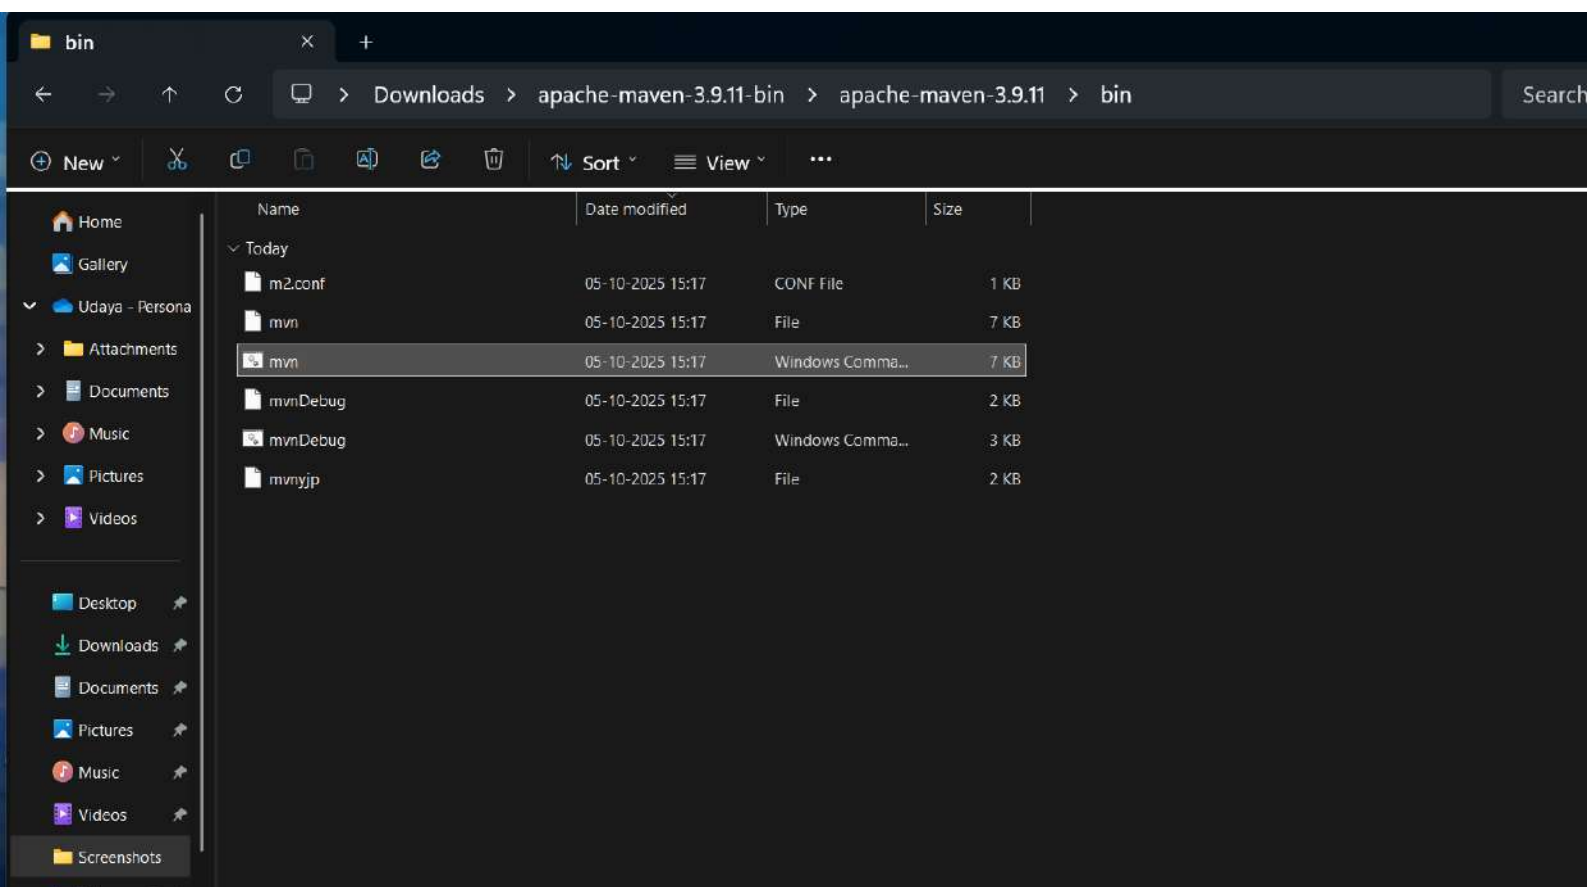 bin
Downloads > apache-maven-3.9.11-bin > apache-maven-3.9.11 > bin
Search
New
Sort
View
Name Date modified Type Size
Today
m2.conf 05-10-2025 15:17 CONF File 1 KB
mvn 05-10-2025 15:17 File 7 KB
mvn 05-10-2025 15:17 Windows Comma... 7 KB
mvnDebug 05-10-2025 15:17 File 2 KB
mvnDebug 05-10-2025 15:17 Windows Comma... 3 KB
mvnyjp 05-10-2025 15:17 File 2 KB
Home
Gallery
Udaya - Persona
Attachments
Documents
Music
Pictures
Videos
Desktop
Downloads
Documents
Pictures
Music
Videos
Screenshots